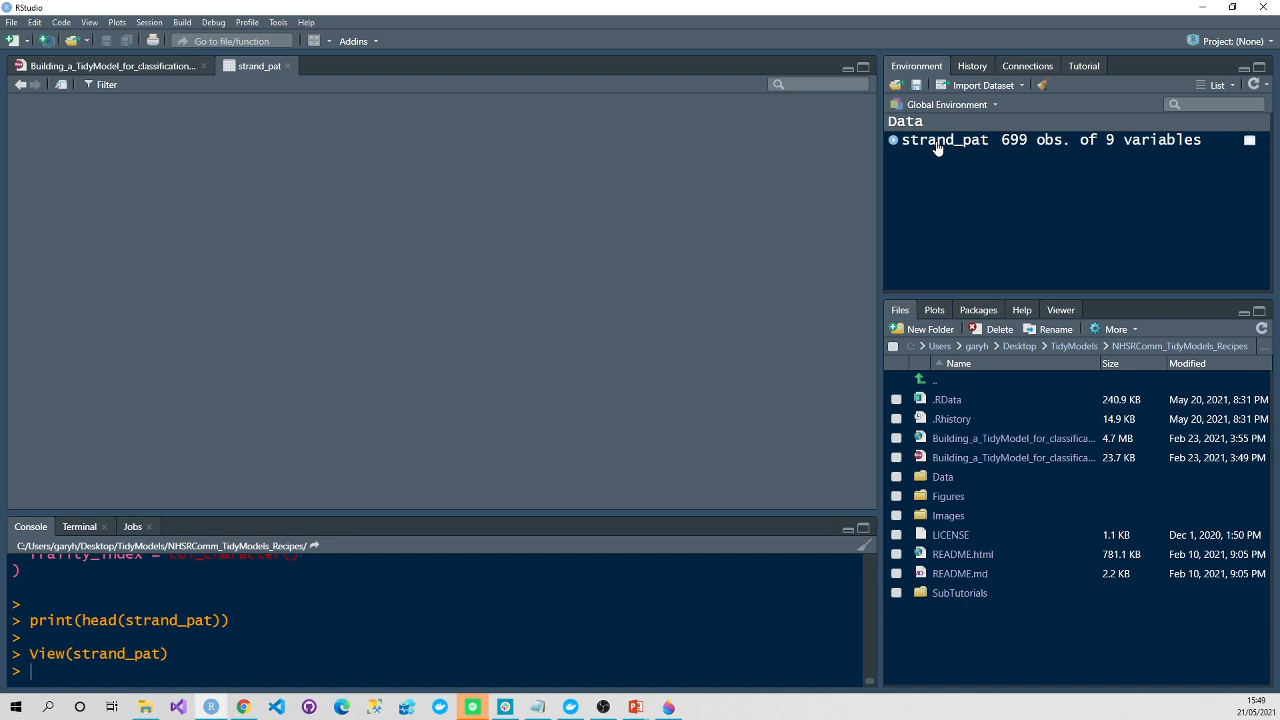 RStudio
File Edit Code View Plots Session Build Debug Profile Tools Help
Go to file/function Addins Project: (None)
Building_a_TidyModel_for_classification... strand_pat
Filter
Environment History Connections Tutorial
Import Dataset List
Global Environment
Data
strand_pat 699 obs. of 9 variables
Files Plots Packages Help Viewer
New Folder Delete Rename More
C: Users garyh Desktop TidyModels NHSRComm_TidyModels_Recipes ...
Name Size Modified
..
.RData 240.9 KB May 20, 2021, 8:31 PM
.Rhistory 14.9 KB May 20, 2021, 8:31 PM
Building_a_TidyModel_for_classifica... 4.7 MB Feb 23, 2021, 3:55 PM
Building_a_TidyModel_for_classifica... 23.7 KB Feb 23, 2021, 3:49 PM
Data
Figures
Images
LICENSE 1.1 KB Dec 1, 2020, 1:50 PM
README.html 781.1 KB Feb 10, 2021, 9:05 PM
README.md 2.2 KB Feb 10, 2021, 9:05 PM
SubTutorials
Console Terminal Jobs
C:/Users/garyh/Desktop/TidyModels/NHSRComm_TidyModels_Recipes/
frailty_index = col_character()
)
>
> print(head(strand_pat))
>
> View(strand_pat)
>
15:49
21/05/2021